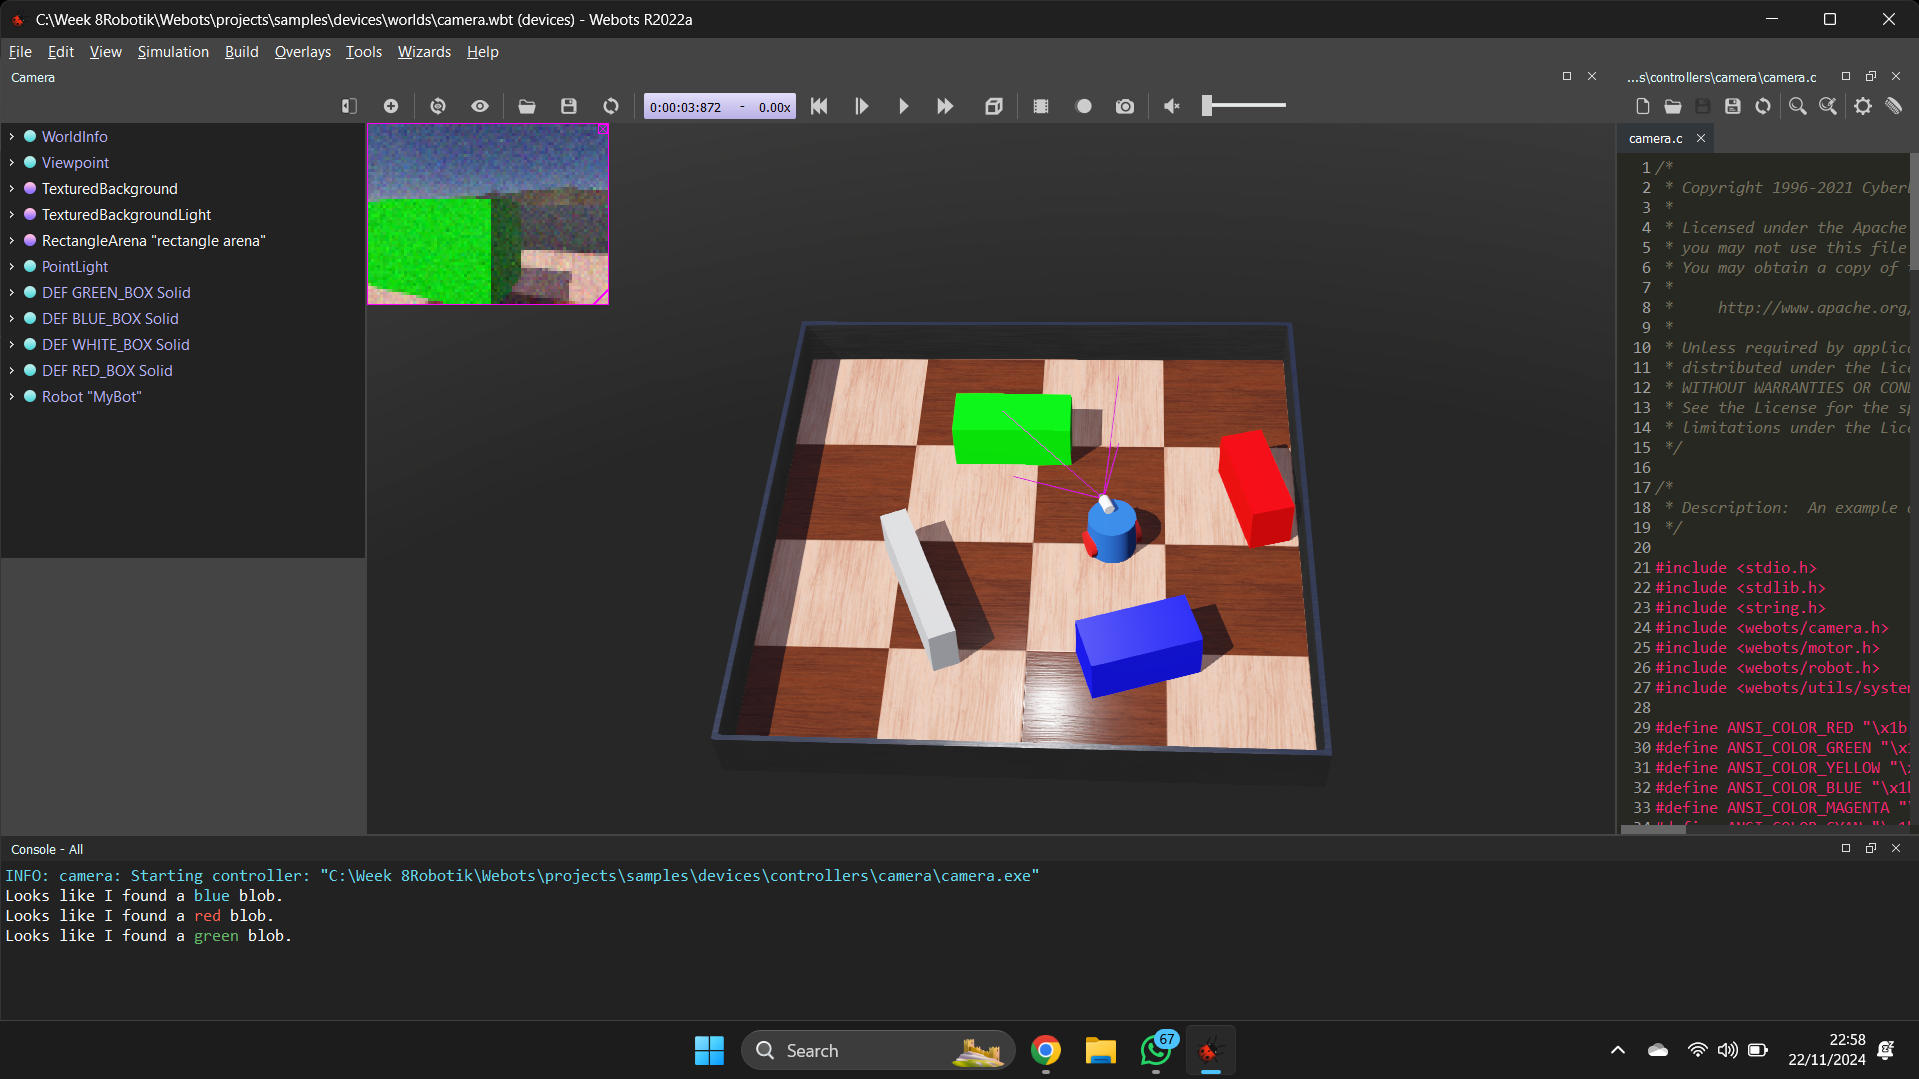 C:\Week 8Robotik\Webots\projects\samples\devices\worlds\camera.wbt (devices) - Webots R2022a
File Edit View Simulation Build Overlays Tools Wizards Help
Camera
...s\controllers\camera\camera.c
0:00:03:872 - 0.00x
WorldInfo
Viewpoint
TexturedBackground
TexturedBackgroundLight
RectangleArena "rectangle arena"
PointLight
DEF GREEN_BOX Solid
DEF BLUE_BOX Solid
DEF WHITE_BOX Solid
DEF RED_BOX Solid
Robot "MyBot"
camera.c
1 /*
2 * Copyright 1996-2021 Cyber
3 *
4 * Licensed under the Apache
5 * you may not use this file
6 * You may obtain a copy of
7 *
8 * http://www.apache.org/
9 *
10 * Unless required by applic
11 * distributed under the Lic
12 * WITHOUT WARRANTIES OR CON
13 * See the License for the sp
14 * limitations under the Lic
15 */
16
17 /*
18 * Description: An example
19 */
20
21 #include <stdio.h>
22 #include <stdlib.h>
23 #include <string.h>
24 #include <webots/camera.h>
25 #include <webots/motor.h>
26 #include <webots/robot.h>
27 #include <webots/utils/system
28
29 #define ANSI_COLOR_RED "\x1b
30 #define ANSI_COLOR_GREEN "\x
31 #define ANSI_COLOR_YELLOW "\
32 #define ANSI_COLOR_BLUE "\x1
33 #define ANSI_COLOR_MAGENTA "
Console - All
INFO: camera: Starting controller: "C:\Week 8Robotik\Webots\projects\samples\devices\controllers\camera\camera.exe"
Looks like I found a blue blob.
Looks like I found a red blob.
Looks like I found a green blob.
Search
67
22:58
22/11/2024